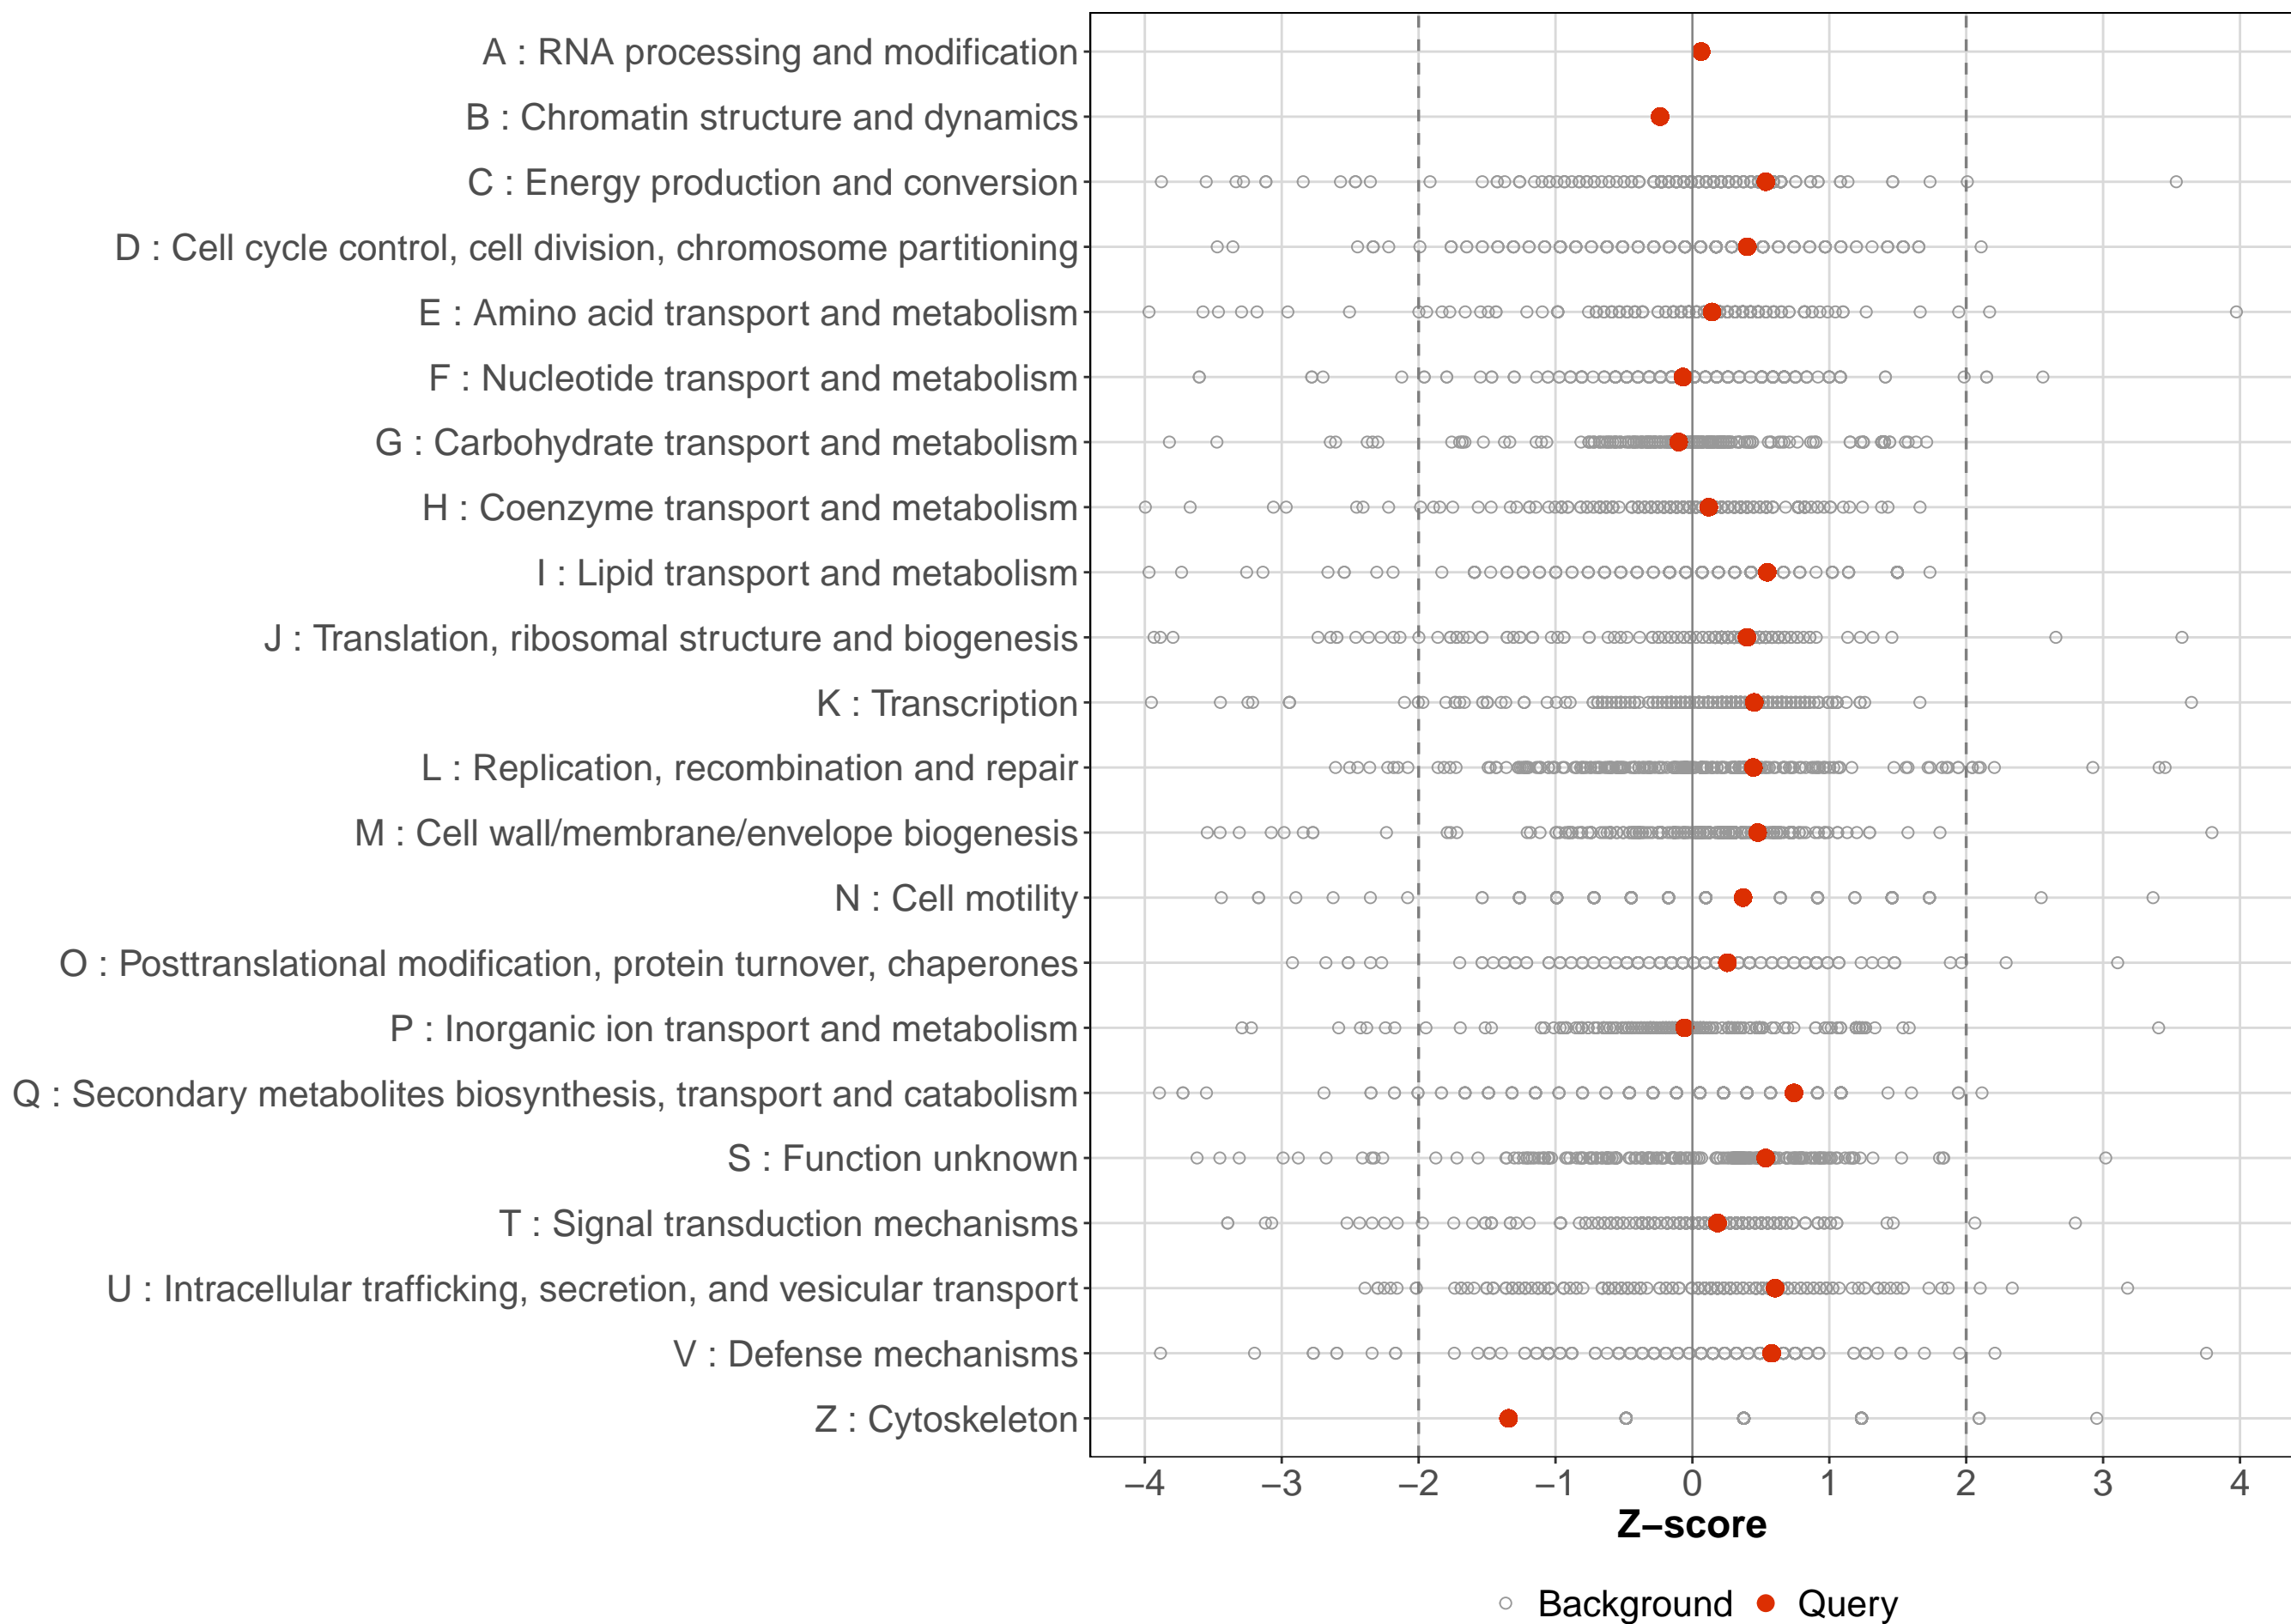 A : RNA processing and modification
B : Chromatin structure and dynamics
C : Energy production and conversion
D : Cell cycle control, cell division, chromosome partitioning
E : Amino acid transport and metabolism
F : Nucleotide transport and metabolism
G : Carbohydrate transport and metabolism
H : Coenzyme transport and metabolism
I : Lipid transport and metabolism
J : Translation, ribosomal structure and biogenesis
K : Transcription
L : Replication, recombination and repair
M : Cell wall/membrane/envelope biogenesis
N : Cell motility
O : Posttranslational modification, protein turnover, chaperones
P : Inorganic ion transport and metabolism
Q : Secondary metabolites biosynthesis, transport and catabolism
S : Function unknown
T : Signal transduction mechanisms
U : Intracellular trafficking, secretion, and vesicular transport
V : Defense mechanisms
Z : Cytoskeleton
−4 −3 −2 −1 0 1 2 3 4
Z−score
Background Query